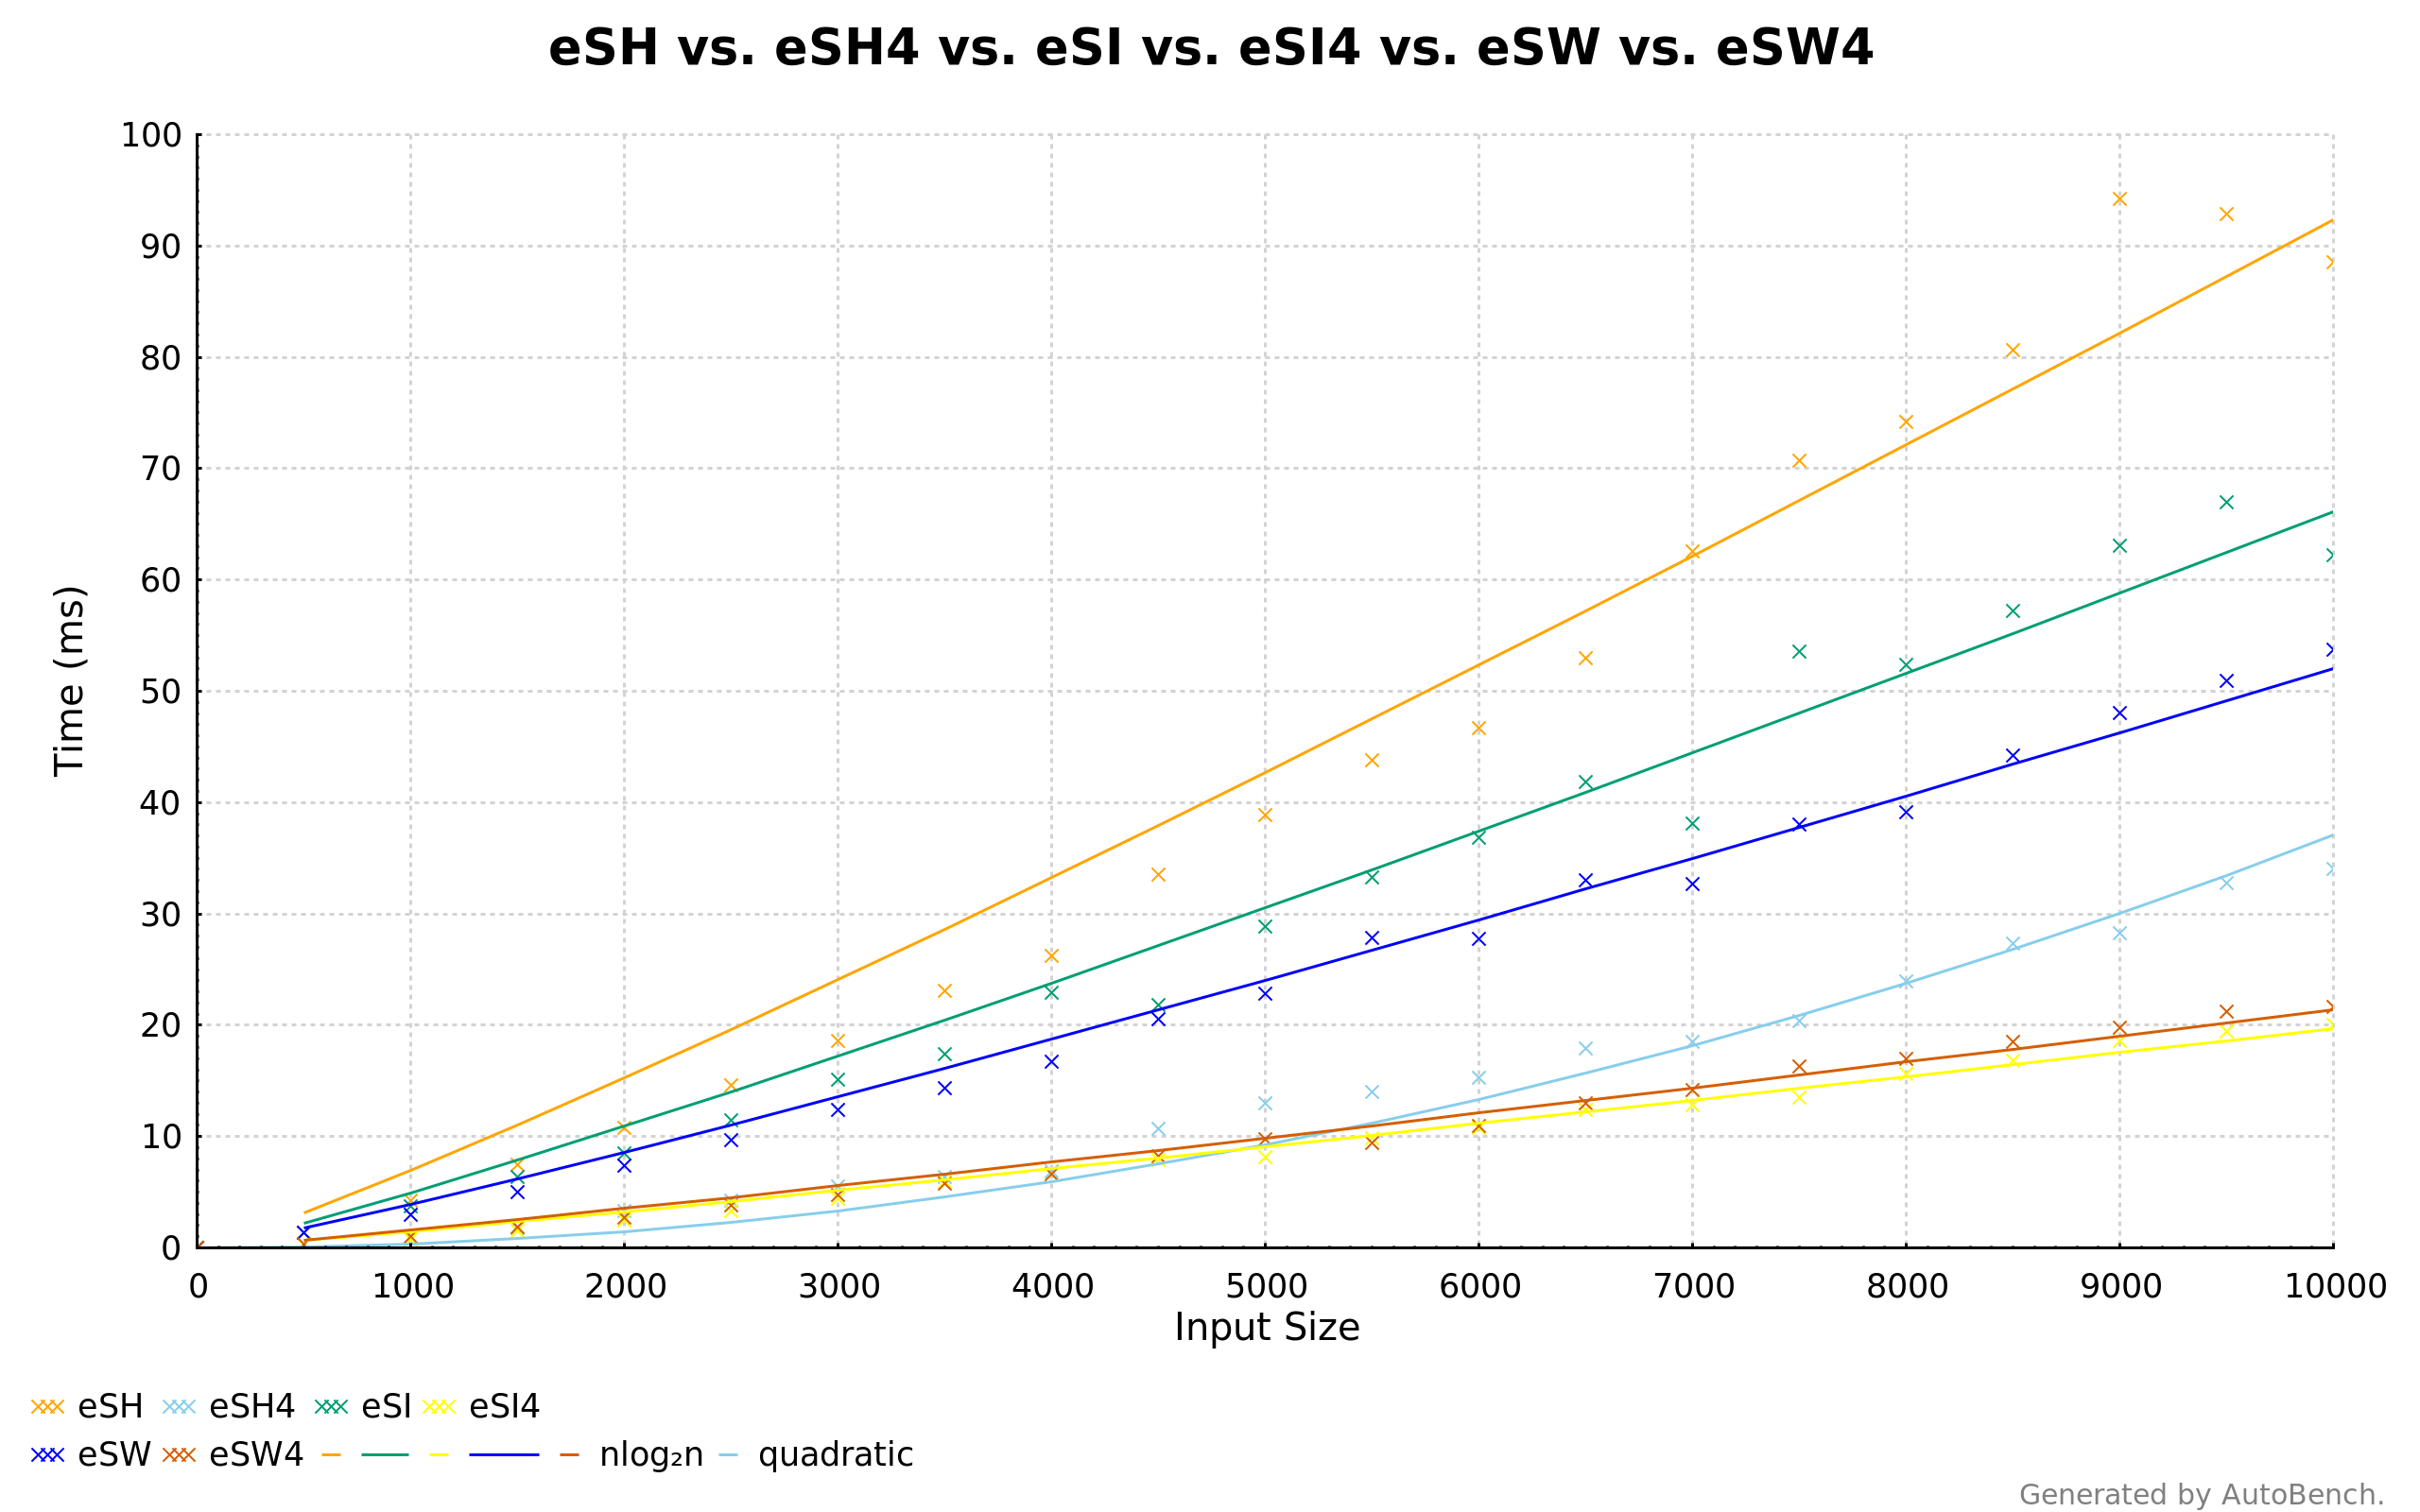 eSH vs. eSH4 vs. eSI vs. eSI4 vs. eSW vs. eSW4
100
90
80
70
60
50
40
30
20
10
0
Time (ms)
0 1000 2000 3000 4000 5000 6000 7000 8000 9000 10000
Input Size
eSH eSH4 eSI eSI4
eSW eSW4 nlog₂n quadratic
Generated by AutoBench.